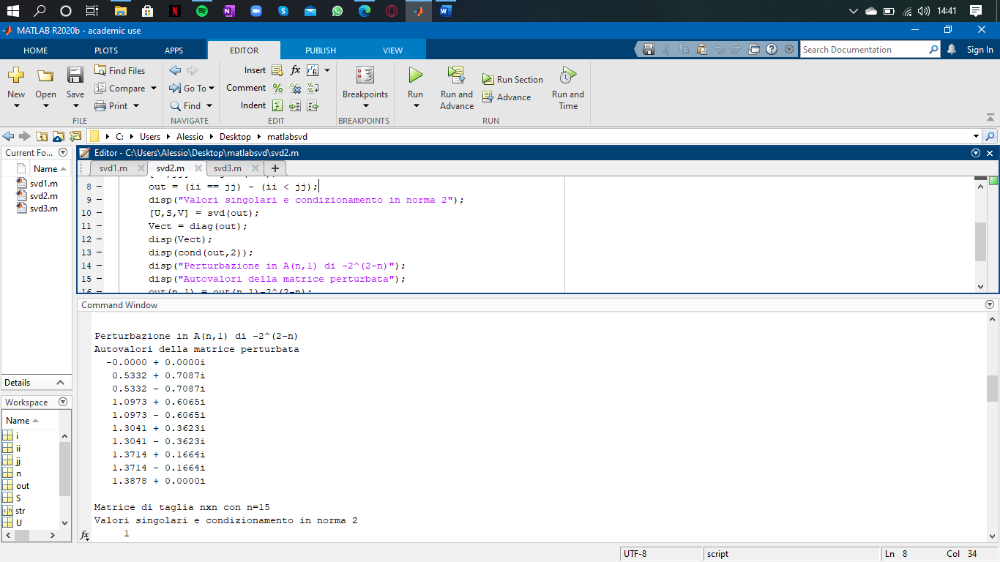 14:41
MATLAB R2020b - academic use
HOME PLOTS APPS EDITOR PUBLISH VIEW
Search Documentation
Sign In
New Open Save
Find Files
Compare
Print
Go To
Find
Insert
Comment
Indent
fx
Breakpoints
Run
Run and Advance
Run Section
Advance
Run and Time
FILE NAVIGATE EDIT BREAKPOINTS RUN
C: Users Alessio Desktop matlabsvd
Current Fo...
Name
svd1.m
svd2.m
svd3.m
Details
Workspace
Name
i
ii
jj
n
out
S
str
U
Editor - C:\Users\Alessio\Desktop\matlabsvd\svd2.m
svd1.m svd2.m svd3.m +
8 – out = (ii == jj) - (ii < jj);
9 – disp("Valori singolari e condizionamento in norma 2");
10 – [U,S,V] = svd(out);
11 – Vect = diag(out);
12 – disp(Vect);
13 – disp(cond(out,2));
14 – disp("Perturbazione in A(n,1) di -2^(2-n)");
15 – disp("Autovalori della matrice perturbata");
16 – out(n,1) = out(n,1)-2^(2-n);
Command Window
Perturbazione in A(n,1) di -2^(2-n)
Autovalori della matrice perturbata
-0.0000 + 0.0000i
0.5332 + 0.7087i
0.5332 - 0.7087i
1.0973 + 0.6065i
1.0973 - 0.6065i
1.3041 + 0.3623i
1.3041 - 0.3623i
1.3714 + 0.1664i
1.3714 - 0.1664i
1.3878 + 0.0000i
Matrice di taglia nxn con n=15
Valori singolari e condizionamento in norma 2
1
fx
UTF-8
script
Ln 8 Col 34